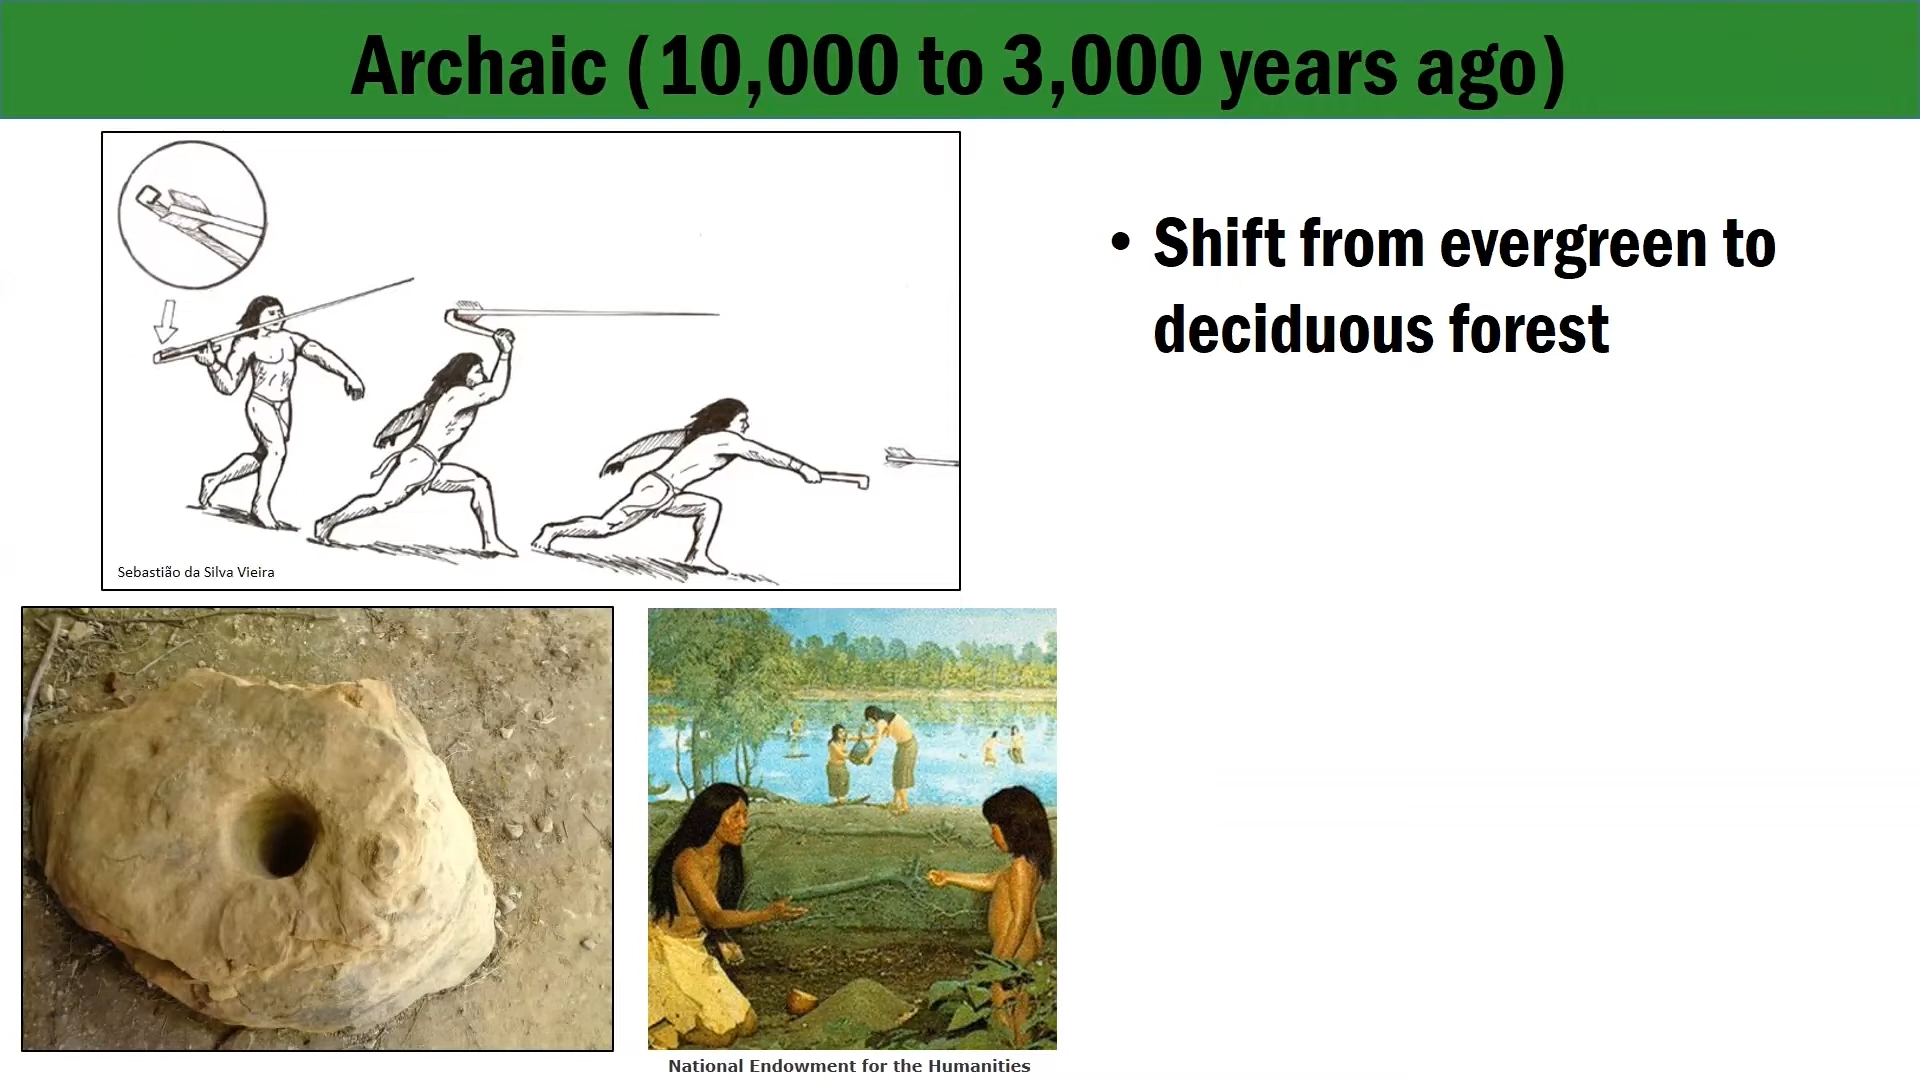 Archaic (10,000 to 3,000 years ago)
• Shift from evergreen to
deciduous forest
Sebastião da Silva Vieira
National Endowment for the Humanities